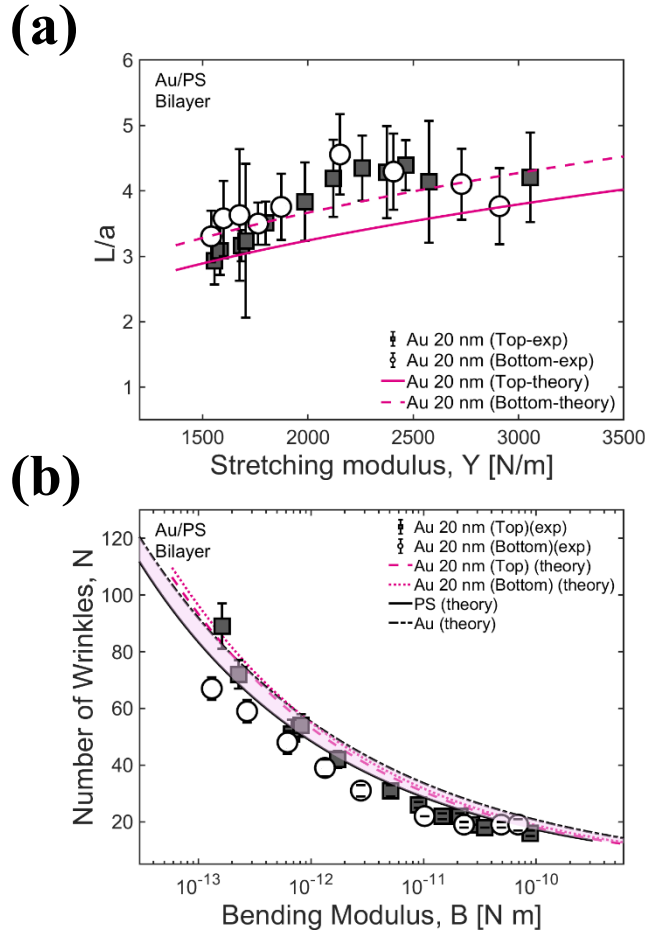 (a)
Au/PS
Bilayer
6
5
4
3
2
1
L/a
Au 20 nm (Top-exp)
Au 20 nm (Bottom-exp)
Au 20 nm (Top-theory)
Au 20 nm (Bottom-theory)
1500 2000 2500 3000 3500
Stretching modulus, Y [N/m]
(b)
Au/PS
Bilayer
120
100
80
60
40
20
Number of Wrinkles, N
Au 20 nm (Top)(exp)
Au 20 nm (Bottom)(exp)
Au 20 nm (Top) (theory)
Au 20 nm (Bottom) (theory)
PS (theory)
Au (theory)
10⁻¹³ 10⁻¹² 10⁻¹¹ 10⁻¹⁰
Bending Modulus, B [N m]